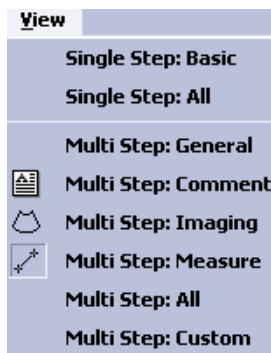 View
Single Step: Basic
Single Step: All
Multi Step: General
Multi Step: Comment
Multi Step: Imaging
Multi Step: Measure
Multi Step: All
Multi Step: Custom